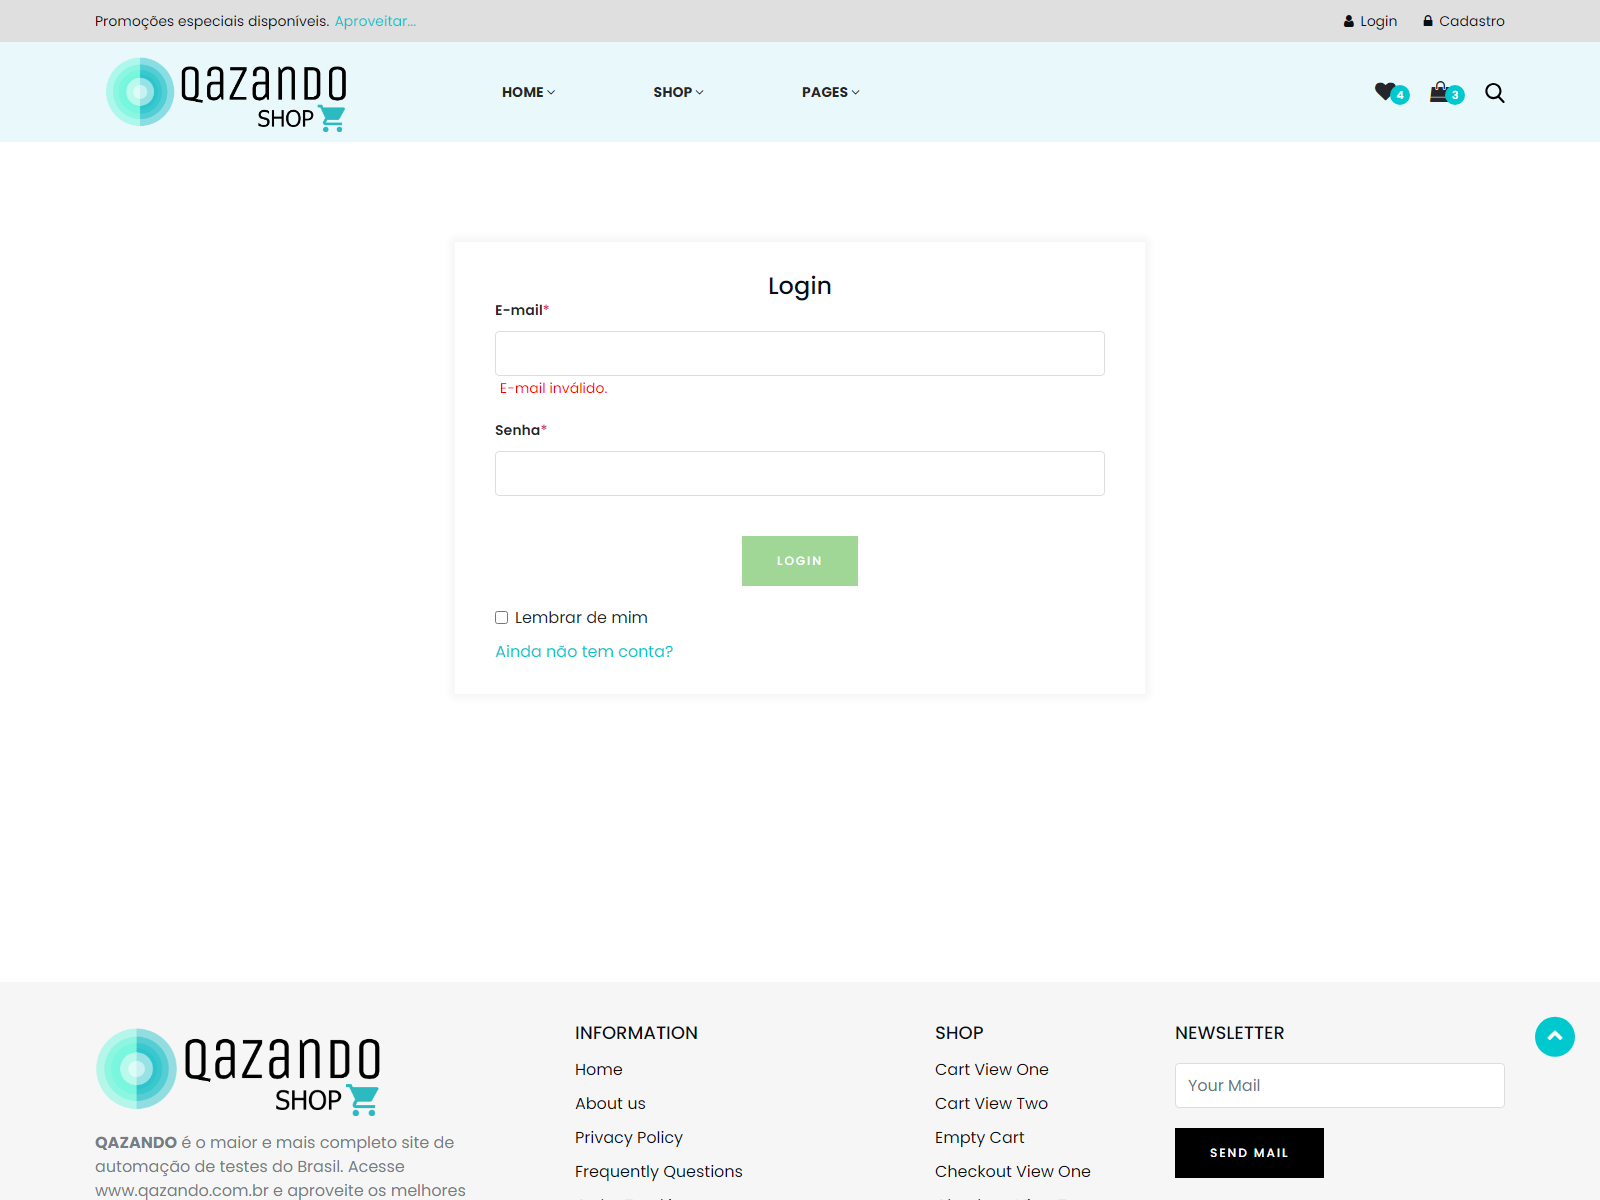 Promoções especiais disponíveis. Aproveitar...
Login
Cadastro
QAZANDO
SHOP
HOME
SHOP
PAGES
4
3
Login
E-mail*
E-mail inválido.
Senha*
LOGIN
Lembrar de mim
Ainda não tem conta?
QAZANDO
SHOP
QAZANDO é o maior e mais completo site de
automação de testes do Brasil. Acesse
www.qazando.com.br e aproveite os melhores
INFORMATION
Home
About us
Privacy Policy
Frequently Questions
SHOP
Cart View One
Cart View Two
Empty Cart
Checkout View One
NEWSLETTER
Your Mail
SEND MAIL